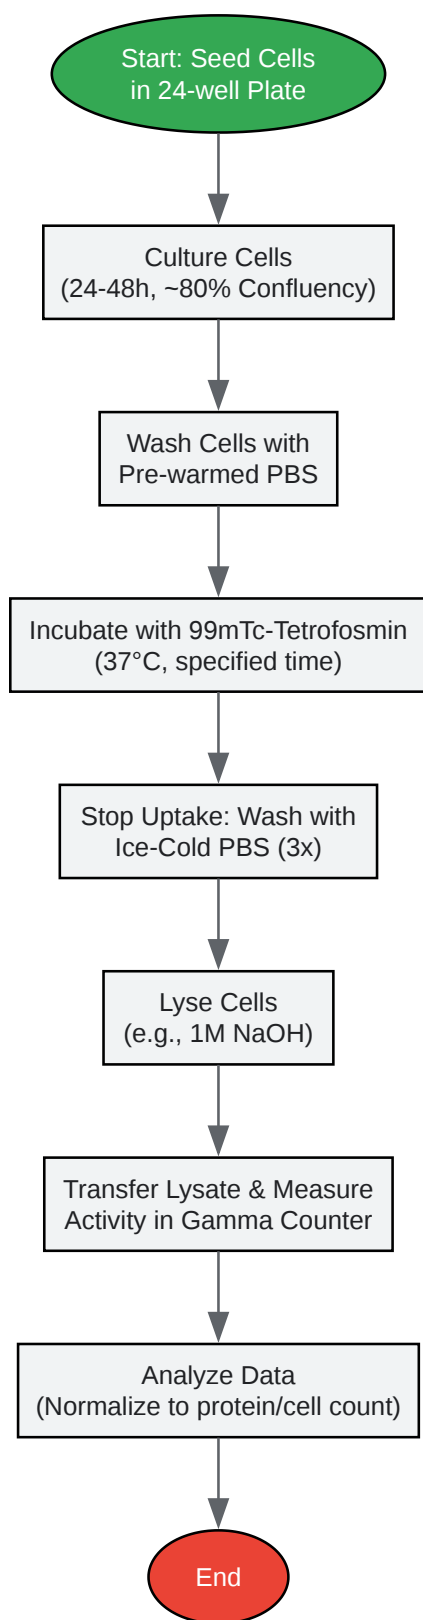 Start: Seed Cells
in 24-well Plate
Culture Cells
(24-48h, ~80% Confluency)
Wash Cells with
Pre-warmed PBS
Incubate with 99mTc-Tetrofosmin
(37°C, specified time)
Stop Uptake: Wash with
Ice-Cold PBS (3x)
Lyse Cells
(e.g., 1M NaOH)
Transfer Lysate & Measure
Activity in Gamma Counter
Analyze Data
(Normalize to protein/cell count)
End